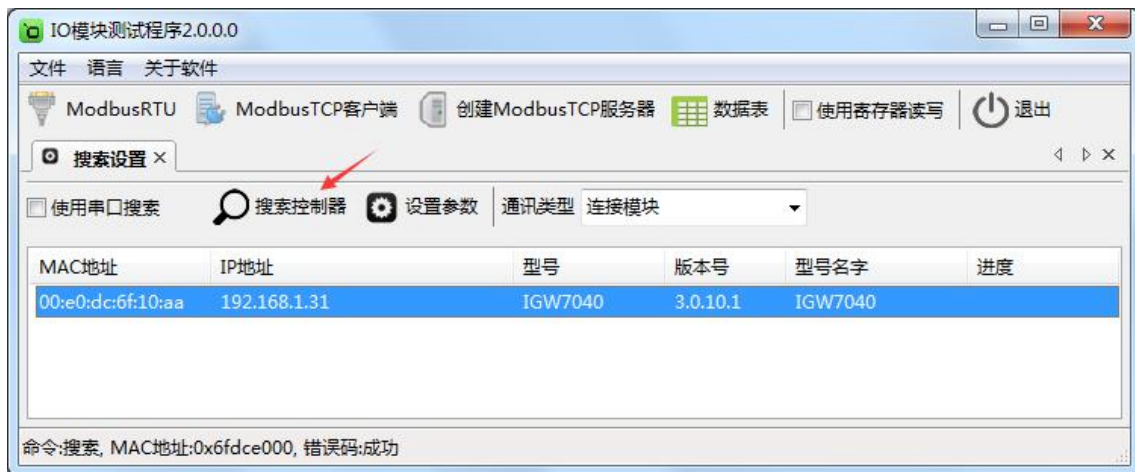 IO模块测试程序2.0.0.0
文件 语言 关于软件
ModbusRTU ModbusTCP客户端 创建ModbusTCP服务器 数据表 使用寄存器读写 退出
搜索设置
使用串口搜索 搜索控制器 设置参数 通讯类型 连接模块
MAC地址 IP地址 型号 版本号 型号名字 进度
00:e0:dc:6f:10:aa 192.168.1.31 IGW7040 3.0.10.1 IGW7040
命令:搜索, MAC地址:0x6fdce000, 错误码:成功